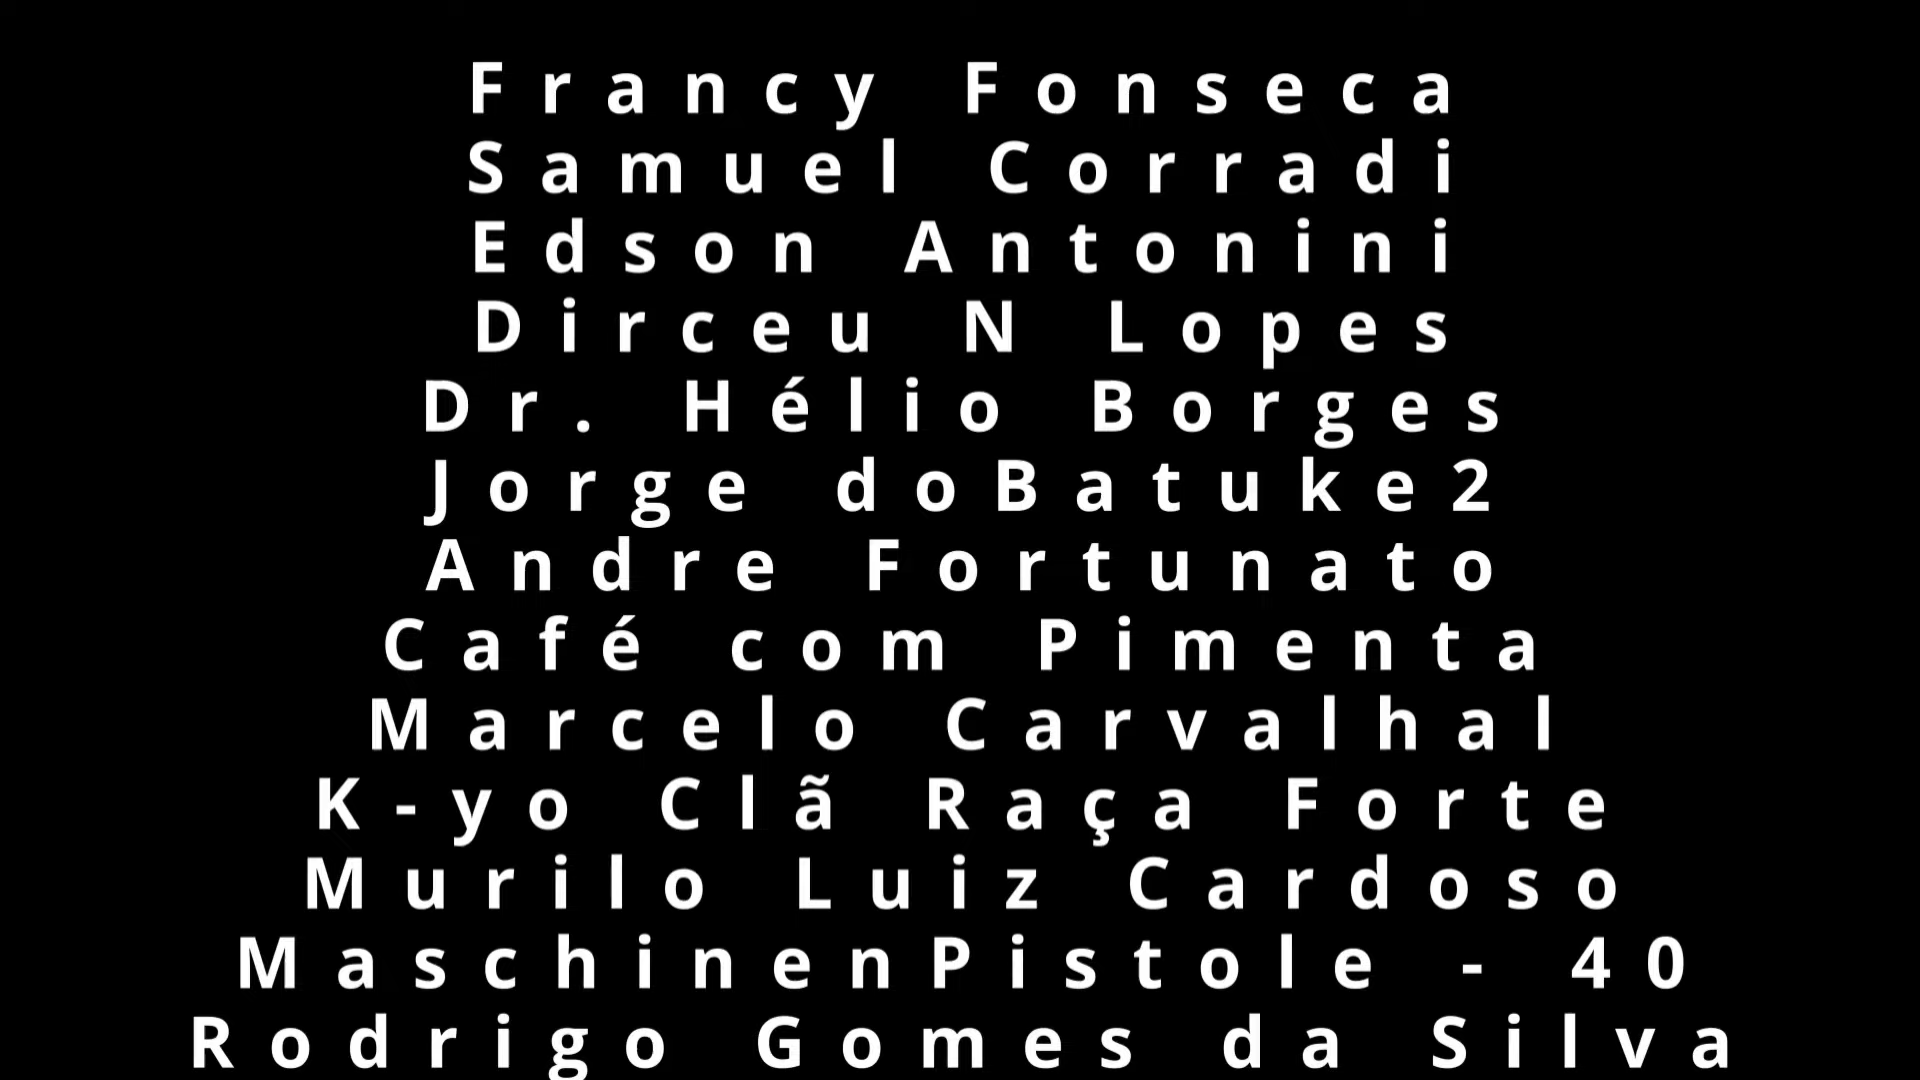 Francy Fonseca
Samuel Corradi
Edson Antonini
Dirceu N Lopes
Dr. Hélio Borges
Jorge doBatuke2
Andre Fortunato
Café com Pimenta
Marcelo Carvalhal
K-yo Clã Raça Forte
Murilo Luiz Cardoso
MaschinenPistole - 40
Rodrigo Gomes da Silva